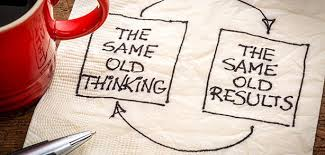 THE SAME
OLD
THINKING
THE
SAME
OLD
RESULTS